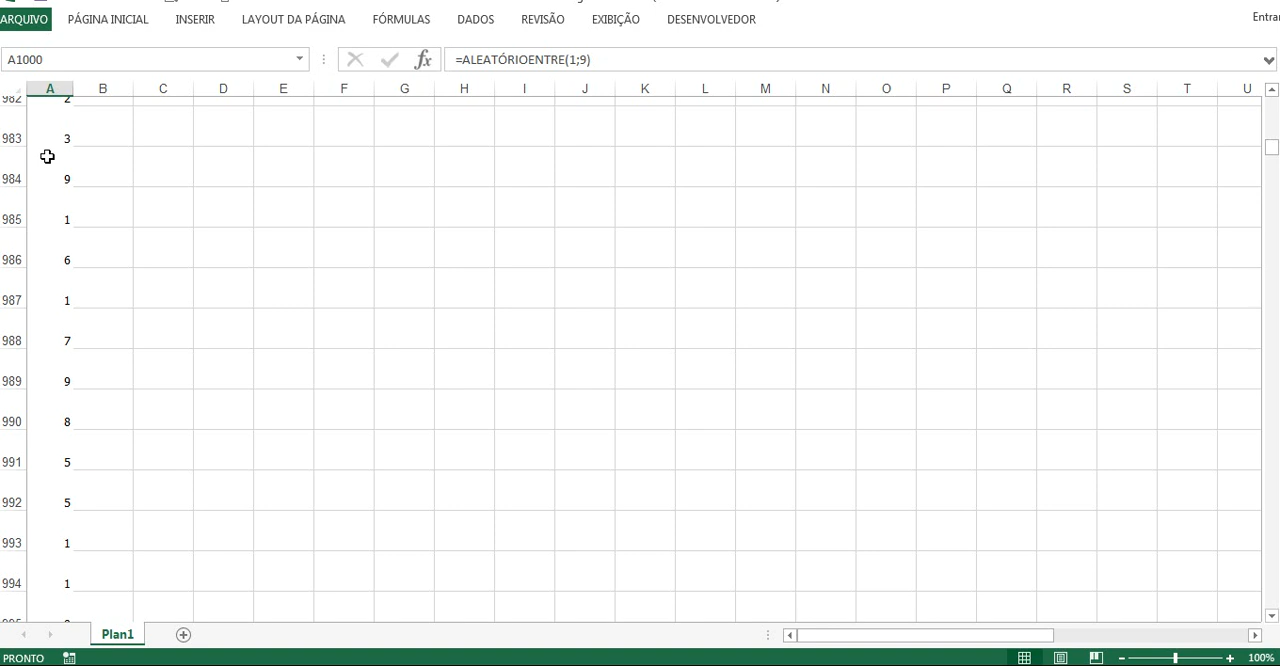 ARQUIVO PÁGINA INICIAL INSERIR LAYOUT DA PÁGINA FÓRMULAS DADOS REVISÃO EXIBIÇÃO DESENVOLVEDOR Entrar
A1000 fx =ALEATÓRIOENTRE(1;9)
A B C D E F G H I J K L M N O P Q R S T U
982 2
983 3
984 9
985 1
986 6
987 1
988 7
989 9
990 8
991 5
992 5
993 1
994 1
995
Plan1
PRONTO 100%